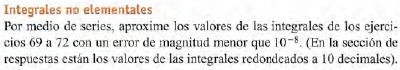 Integrales no elementales
Por medio de series, aproxime los valores de las integrales de los ejerci-
cios 69 a 72 con un error de magnitud menor que 10⁻⁸. (En la sección de
respuestas están los valores de las integrales redondeados a 10 decimales).